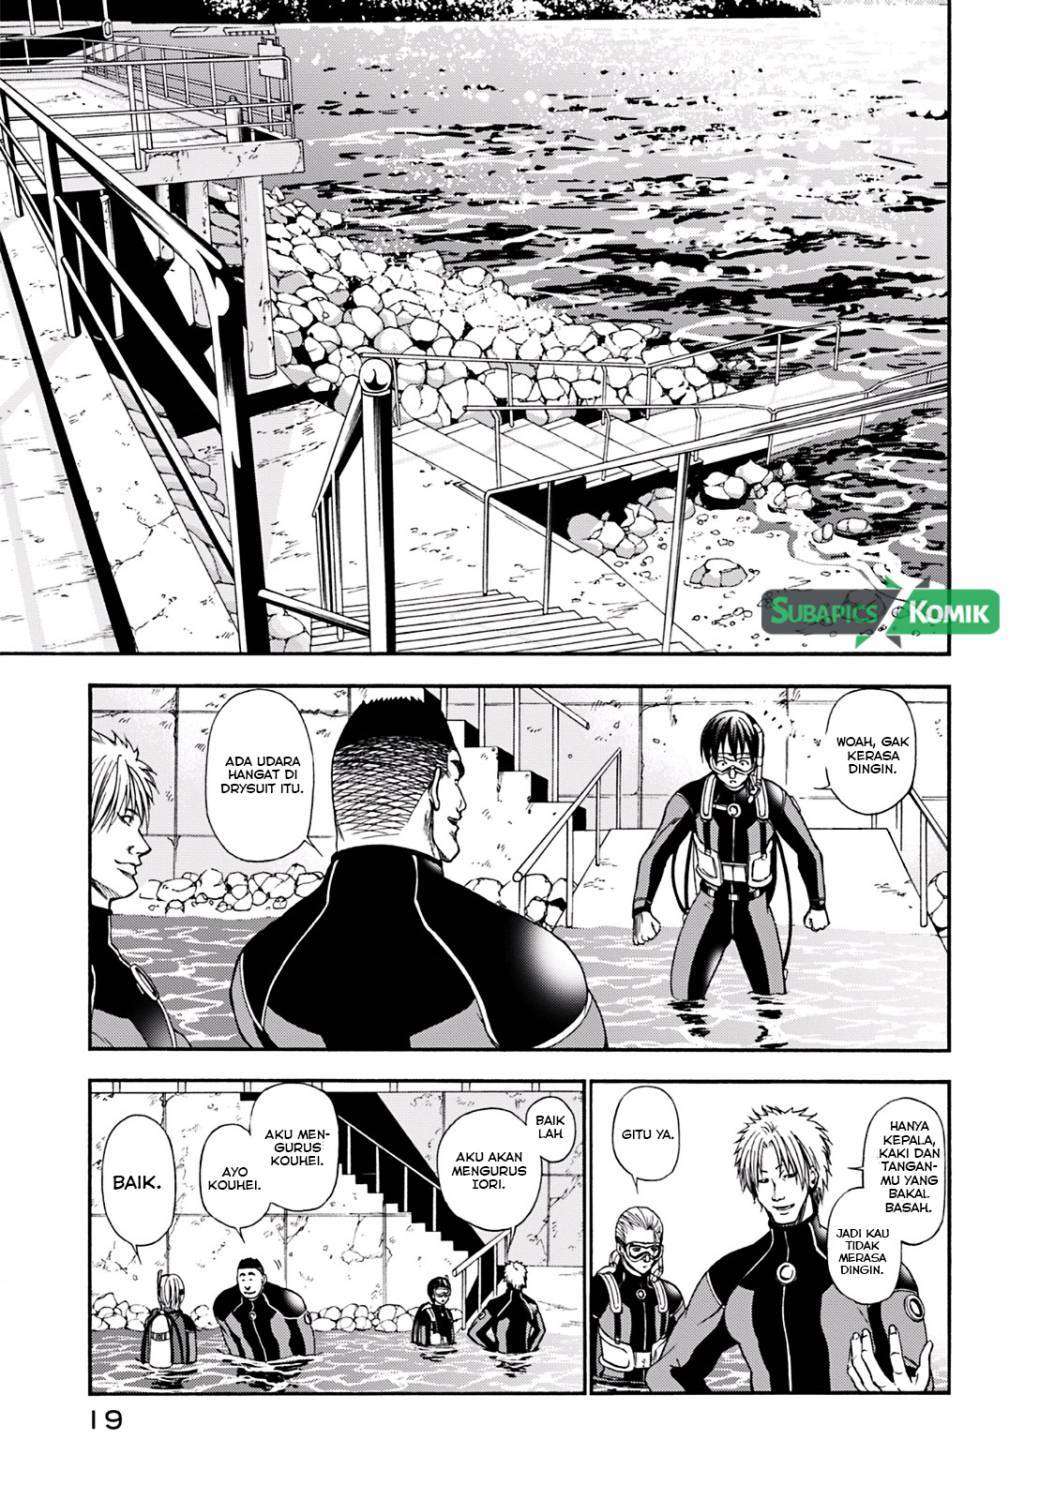 SUBAPICS KOMIK
WOAH, GAK
KERASA
DINGIN.
ADA UDARA
HANGAT DI
DRYSUIT ITU.
HANYA
KEPALA,
KAKI DAN
TANGAN-
MU YANG
BAKAL
BASAH.
JADI KAU
TIDAK
MERASA
DINGIN.
GITU YA.
BAIK
LAH.
AKU AKAN
MENGURUS
IORI.
AKU MEN-
GURUS
KOUHEI.
AYO
KOUHEI.
BAIK.
19